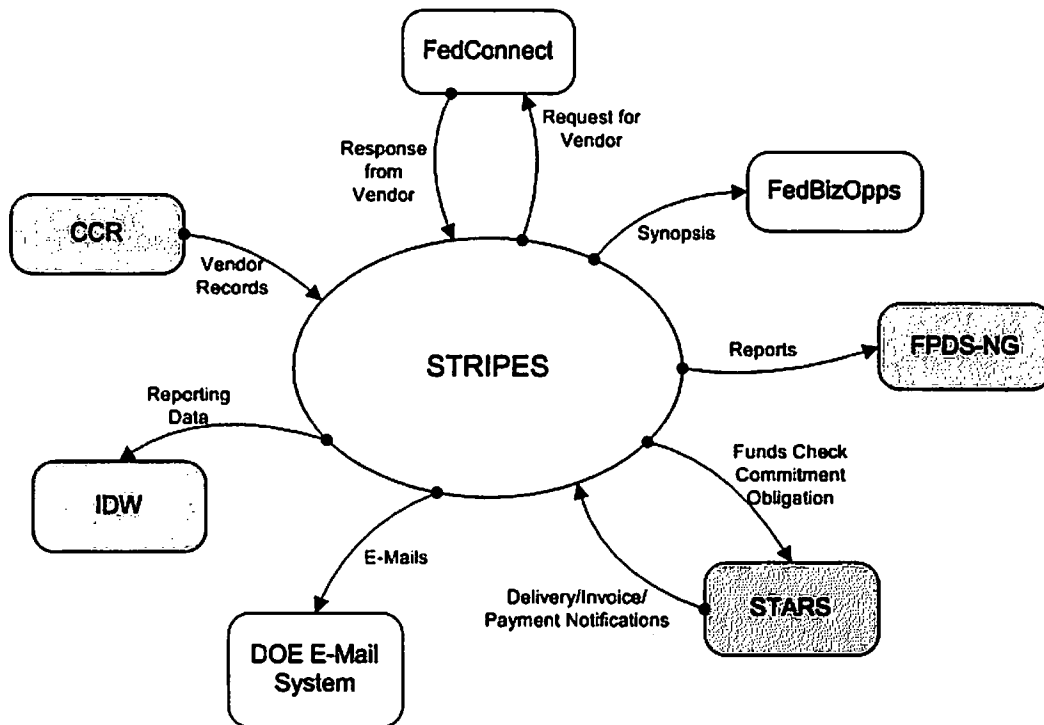 FedConnect
Request for
Vendor
Response
from
Vendor
FedBizOpps
Synopsis
CCR
Vendor
Records
STRIPES
Reports
FPDS-NG
Reporting
Data
IDW
Funds Check
Commitment
Obligation
E-Mails
Delivery/Invoice/
Payment Notifications
STARS
DOE E-Mail
System